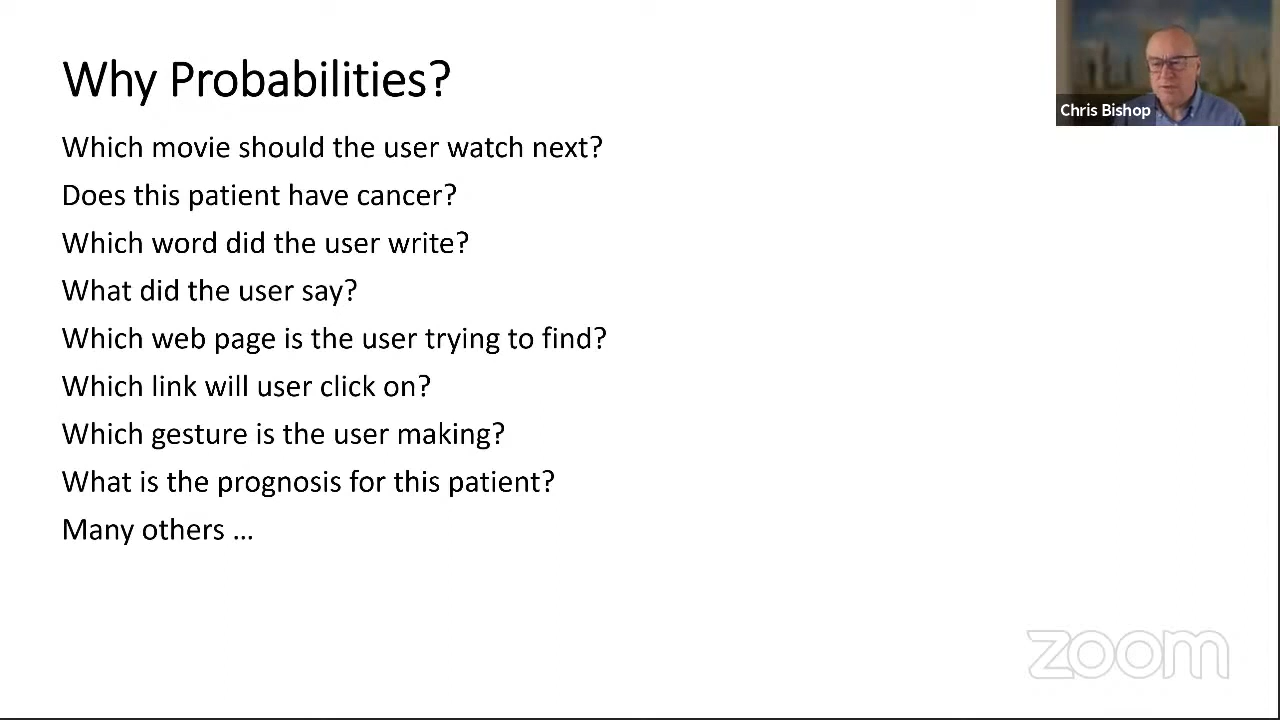 Why Probabilities?
Chris Bishop
Which movie should the user watch next?
Does this patient have cancer?
Which word did the user write?
What did the user say?
Which web page is the user trying to find?
Which link will user click on?
Which gesture is the user making?
What is the prognosis for this patient?
Many others ...
zoom